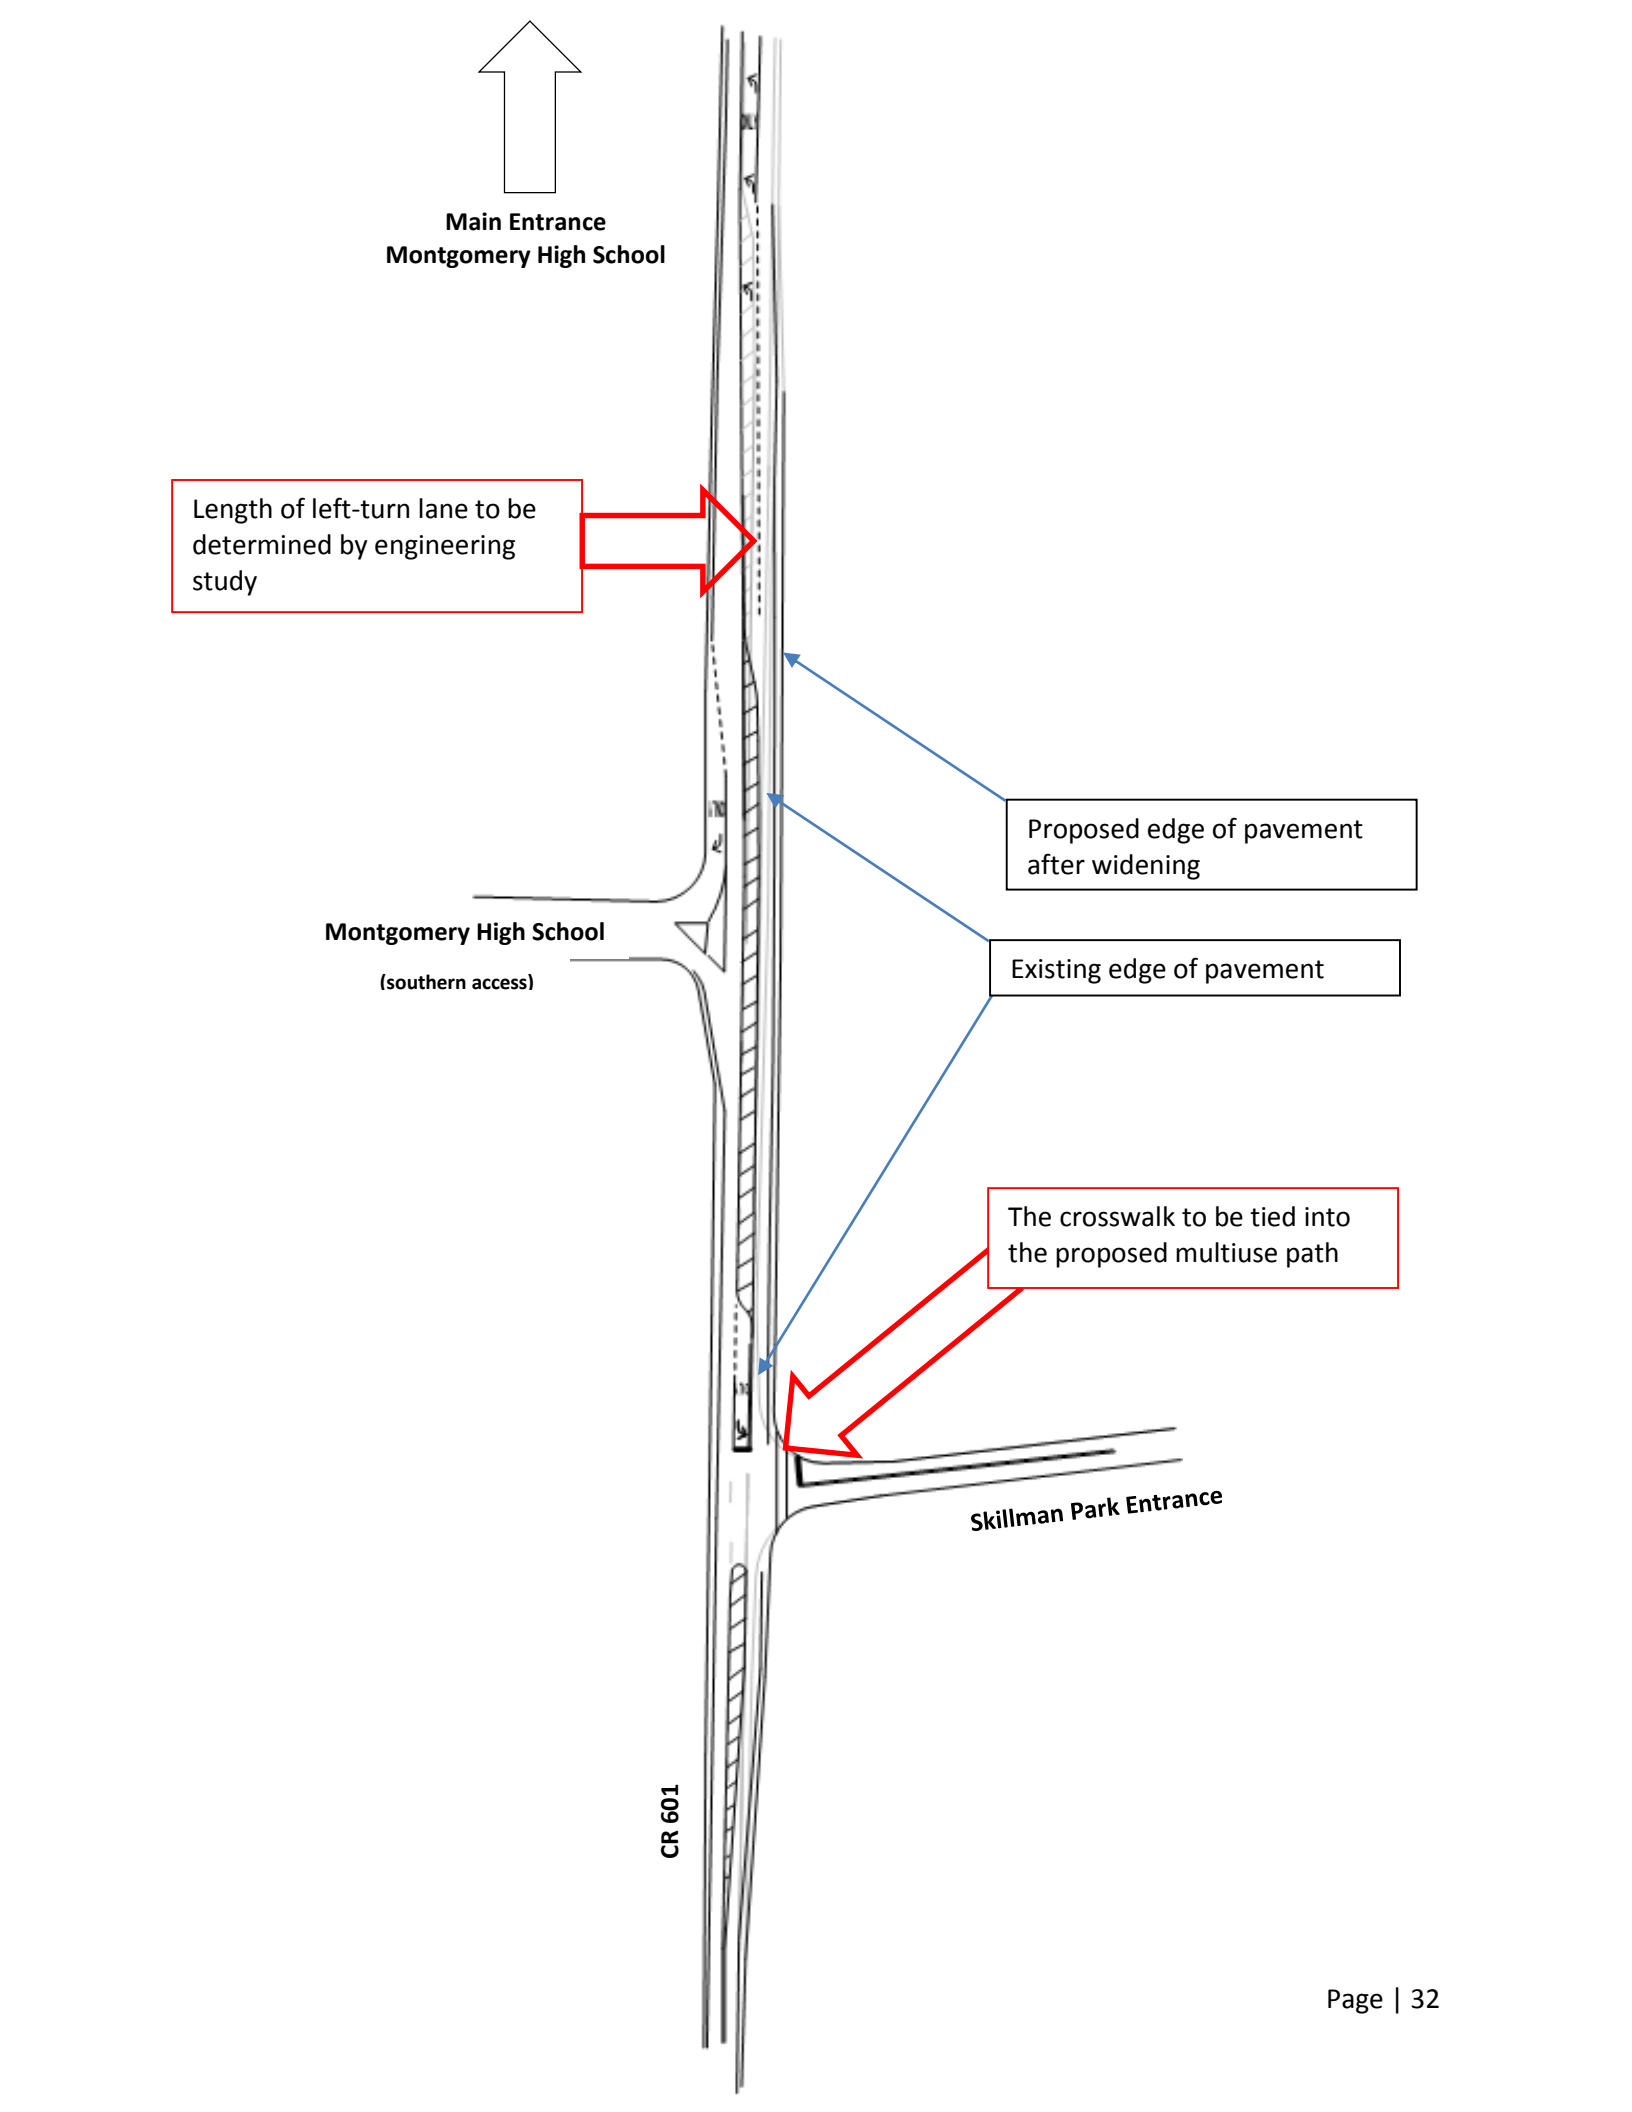 Main Entrance
Montgomery High School
Length of left-turn lane to be
determined by engineering
study
Proposed edge of pavement
after widening
Montgomery High School
(southern access)
Existing edge of pavement
The crosswalk to be tied into
the proposed multiuse path
Skillman Park Entrance
CR 601
Page | 32